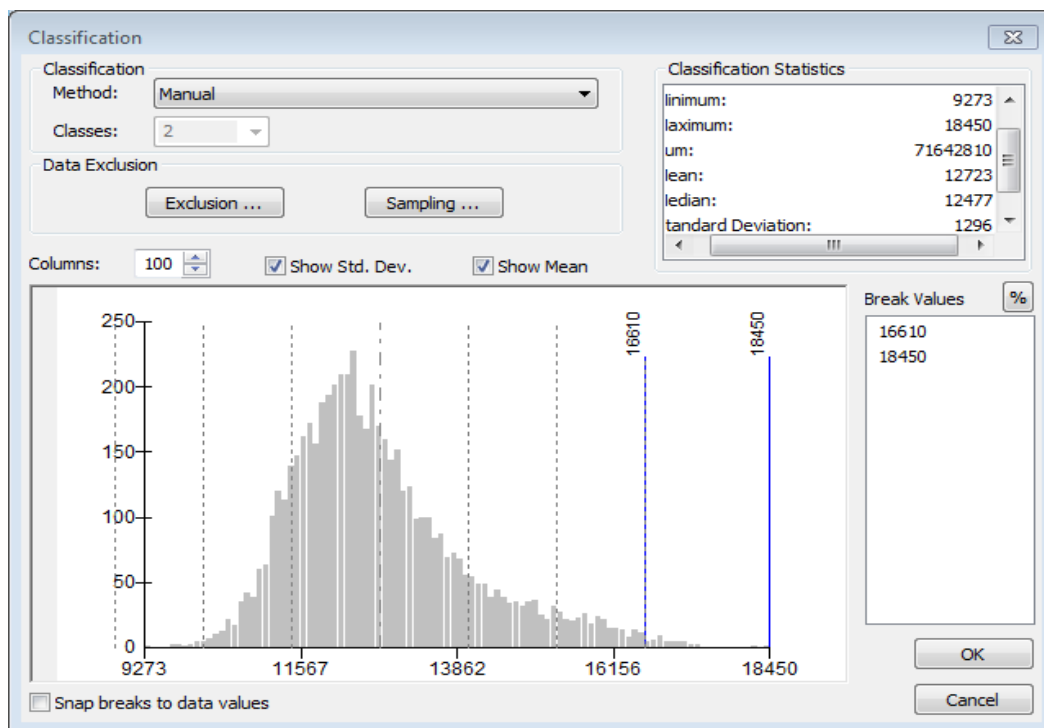 Classification
Classification
Method:
Manual
Classes:
2
Data Exclusion
Exclusion ...
Sampling ...
Classification Statistics
linimum: 9273
laximum: 18450
um: 71642810
lean: 12723
ledian: 12477
tandard Deviation: 1296
Columns:
100
Show Std. Dev.
Show Mean
Break Values
%
16610
18450
250
200
150
100
50
0
9273
11567
13862
16156
18450
16610
18450
OK
Cancel
Snap breaks to data values